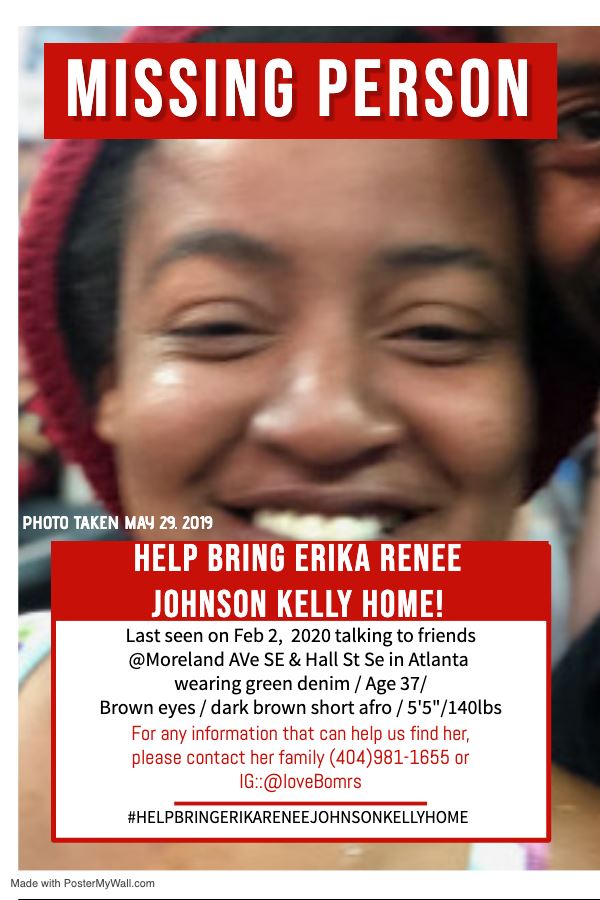 MISSING PERSON
PHOTO TAKEN MAY 29, 2019
HELP BRING ERIKA RENEE
JOHNSON KELLY HOME!
Last seen on Feb 2,  2020 talking to friends
@Moreland AVe SE & Hall St Se in Atlanta
wearing green denim / Age 37/
Brown eyes / dark brown short afro / 5'5"/140lbs
For any information that can help us find her,
please contact her family (404)981-1655 or
IG::@loveBomrs
#HELPBRINGERIKARENEEJOHNSONKELLYHOME
Made with PosterMyWall.com